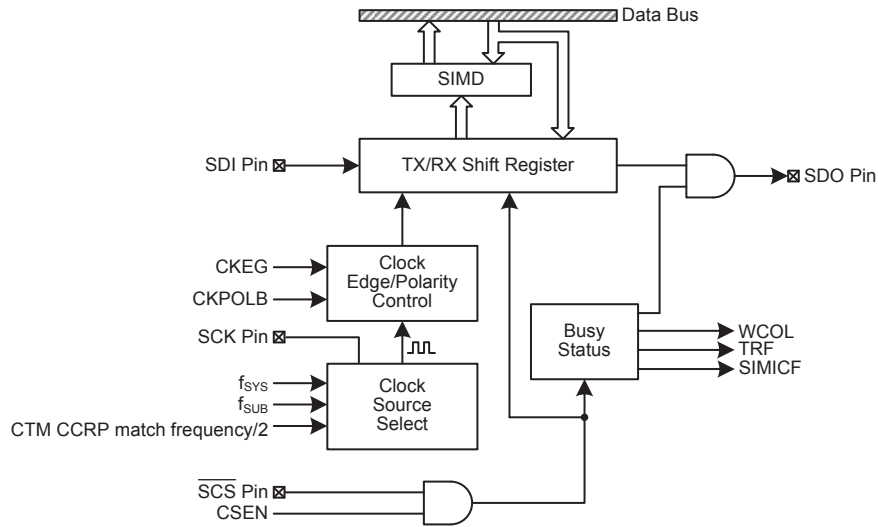 Data Bus
SIMD
SDI Pin
TX/RX Shift Register
SDO Pin
CKEG
CKPOLB
Clock
Edge/Polarity
Control
SCK Pin
Busy
Status
WCOL
TRF
SIMICF
fSYS
fSUB
CTM CCRP match frequency/2
Clock
Source
Select
SCS Pin
CSEN